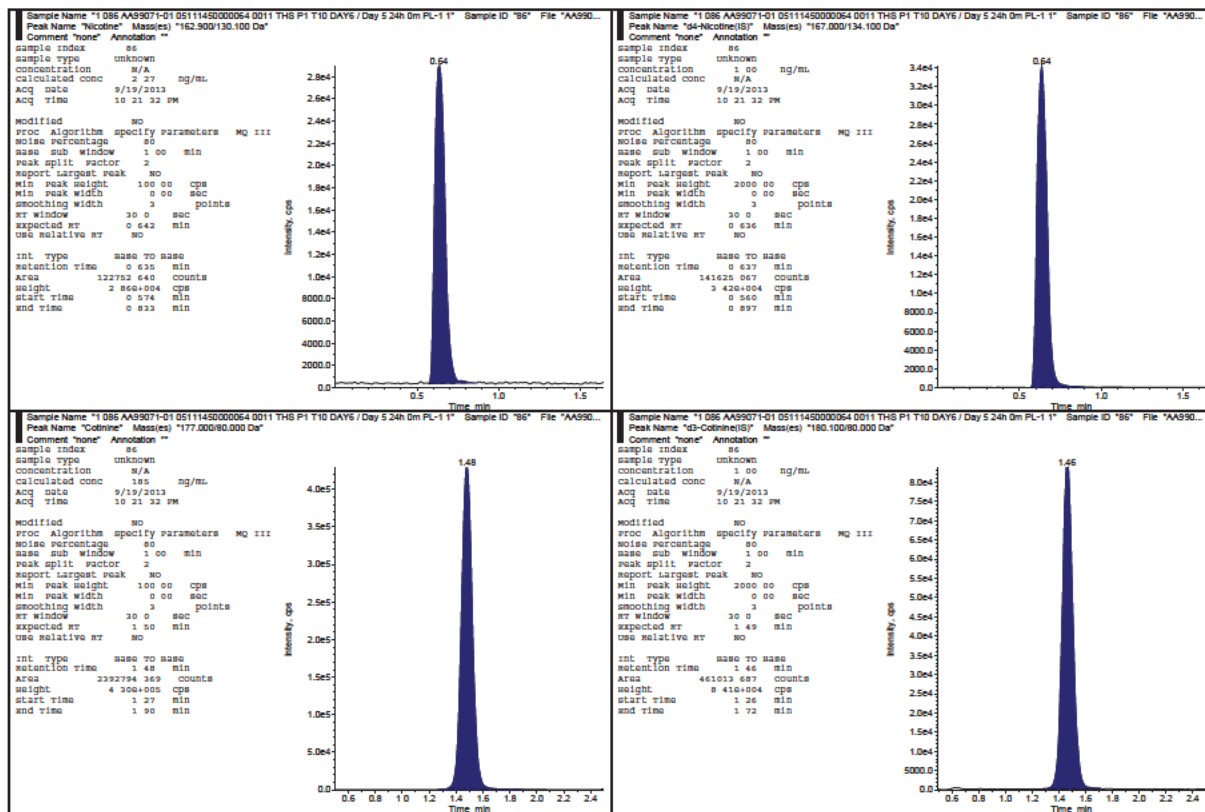 Sample Name "1 086 AA99071-01 05111450000064 0011 THS P1 T10 DAY6 / Day 5 24h 0m PL-1 1" Sample ID "86" File "AA990...
Peak Name "Nicotine" Mass(es) "162.900/130.100 Da"
Comment "none" Annotation ""
Sample Index 86
Sample Type Unknown
Concentration N/A
Calculated Conc 2 27 ng/mL
Acq Date 9/19/2013
Acq Time 10 21 32 PM
Modified NO
Proc Algorithm Specify Parameters MQ III
Noise Percentage 80
Base Sub Window 1 00 min
Peak Split Factor 2
Report Largest Peak NO
Min Peak Height 100 00 cps
Min Peak Width 0 00 sec
Smoothing Width 3 points
RT Window 30 0 sec
Expected RT 0 642 min
Use Relative RT NO
Int Type Base To Base
Retention Time 0 635 min
Area 122752 640 counts
Height 2 86e+004 cps
Start Time 0 574 min
End Time 0 833 min
0.64
Intensity, cps
2.8e4
2.6e4
2.4e4
2.2e4
2.0e4
1.8e4
1.6e4
1.4e4
1.2e4
1.0e4
8000.0
6000.0
4000.0
2000.0
0.0
0.5 1.0 1.5
Time, min
Sample Name "1 086 AA99071-01 05111450000064 0011 THS P1 T10 DAY6 / Day 5 24h 0m PL-1 1" Sample ID "86" File "AA990...
Peak Name "d4-Nicotine(IS)" Mass(es) "167.000/134.100 Da"
Comment "none" Annotation ""
Sample Index 86
Sample Type Unknown
Concentration 1 00 ng/mL
Calculated Conc N/A
Acq Date 9/19/2013
Acq Time 10 21 32 PM
Modified NO
Proc Algorithm Specify Parameters MQ III
Noise Percentage 80
Base Sub Window 1 00 min
Peak Split Factor 2
Report Largest Peak NO
Min Peak Height 2000 00 cps
Min Peak Width 0 00 sec
Smoothing Width 3 points
RT Window 30 0 sec
Expected RT 0 636 min
Use Relative RT NO
Int Type Base To Base
Retention Time 0 637 min
Area 141625 067 counts
Height 3 42e+004 cps
Start Time 0 560 min
End Time 0 897 min
0.64
Intensity, cps
3.4e4
3.2e4
3.0e4
2.8e4
2.6e4
2.4e4
2.2e4
2.0e4
1.8e4
1.6e4
1.4e4
1.2e4
1.0e4
8000.0
6000.0
4000.0
2000.0
0.0
0.5 1.0 1.5
Time, min
Sample Name "1 086 AA99071-01 05111450000064 0011 THS P1 T10 DAY6 / Day 5 24h 0m PL-1 1" Sample ID "86" File "AA990...
Peak Name "Cotinine" Mass(es) "177.000/80.000 Da"
Comment "none" Annotation ""
Sample Index 86
Sample Type Unknown
Concentration N/A
Calculated Conc 185 ng/mL
Acq Date 9/19/2013
Acq Time 10 21 32 PM
Modified NO
Proc Algorithm Specify Parameters MQ III
Noise Percentage 80
Base Sub Window 1 00 min
Peak Split Factor 2
Report Largest Peak NO
Min Peak Height 100 00 cps
Min Peak Width 0 00 sec
Smoothing Width 3 points
RT Window 30 0 sec
Expected RT 1 50 min
Use Relative RT NO
Int Type Base To Base
Retention Time 1 48 min
Area 2392794 369 counts
Height 4 30e+005 cps
Start Time 1 27 min
End Time 1 90 min
1.48
Intensity, cps
4.0e5
3.5e5
3.0e5
2.5e5
2.0e5
1.5e5
1.0e5
5.0e4
0.0
0.6 0.8 1.0 1.2 1.4 1.6 1.8 2.0 2.2 2.4
Time, min
Sample Name "1 086 AA99071-01 05111450000064 0011 THS P1 T10 DAY6 / Day 5 24h 0m PL-1 1" Sample ID "86" File "AA990...
Peak Name "d3-Cotinine(IS)" Mass(es) "180.100/80.000 Da"
Comment "none" Annotation ""
Sample Index 86
Sample Type Unknown
Concentration 1 00 ng/mL
Calculated Conc N/A
Acq Date 9/19/2013
Acq Time 10 21 32 PM
Modified NO
Proc Algorithm Specify Parameters MQ III
Noise Percentage 80
Base Sub Window 1 00 min
Peak Split Factor 2
Report Largest Peak NO
Min Peak Height 2000 00 cps
Min Peak Width 0 00 sec
Smoothing Width 3 points
RT Window 30 0 sec
Expected RT 1 49 min
Use Relative RT NO
Int Type Base To Base
Retention Time 1 46 min
Area 461013 687 counts
Height 8 41e+004 cps
Start Time 1 26 min
End Time 1 72 min
1.46
Intensity, cps
8.0e4
7.5e4
7.0e4
6.5e4
6.0e4
5.5e4
5.0e4
4.5e4
4.0e4
3.5e4
3.0e4
2.5e4
2.0e4
1.5e4
1.0e4
5000.0
0.0
0.6 0.8 1.0 1.2 1.4 1.6 1.8 2.0 2.2 2.4
Time, min